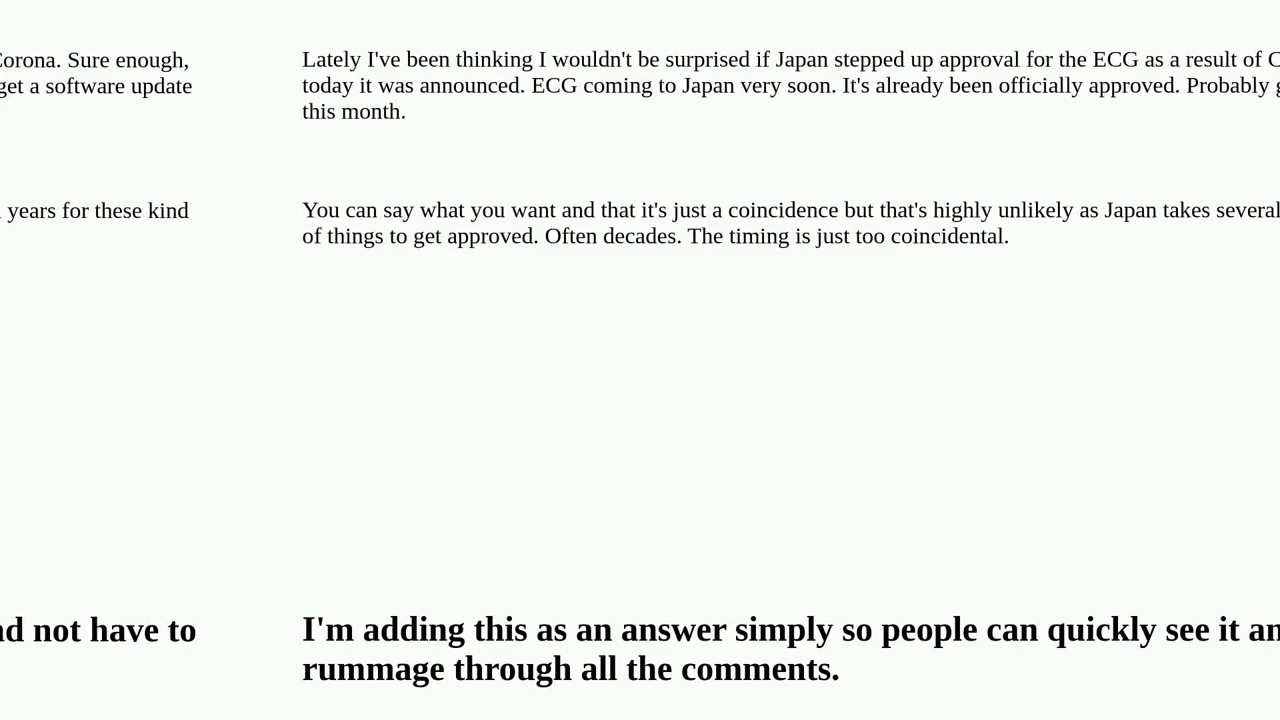 Corona. Sure enough,
get a software update
years for these kind
not have to
Lately I've been thinking I wouldn't be surprised if Japan stepped up approval for the ECG as a result of
today it was announced. ECG coming to Japan very soon. It's already been officially approved. Probably
this month.
You can say what you want and that it's just a coincidence but that's highly unlikely as Japan takes several
of things to get approved. Often decades. The timing is just too coincidental.
I'm adding this as an answer simply so people can quickly see it
rummage through all the comments.